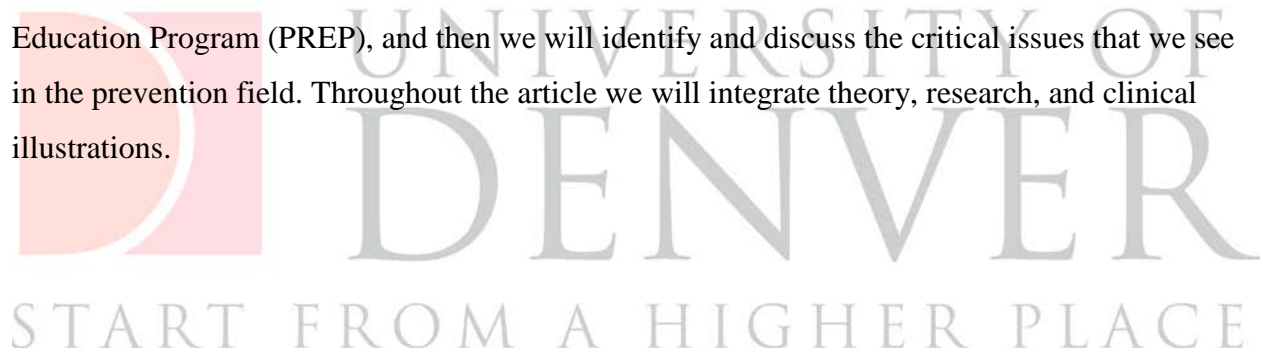 UNIVERSITY OF
Education Program (PREP), and then we will identify and discuss the critical issues that we see
in the prevention field. Throughout the article we will integrate theory, research, and clinical
DENVER
illustrations.
START FROM A HIGHER PLACE